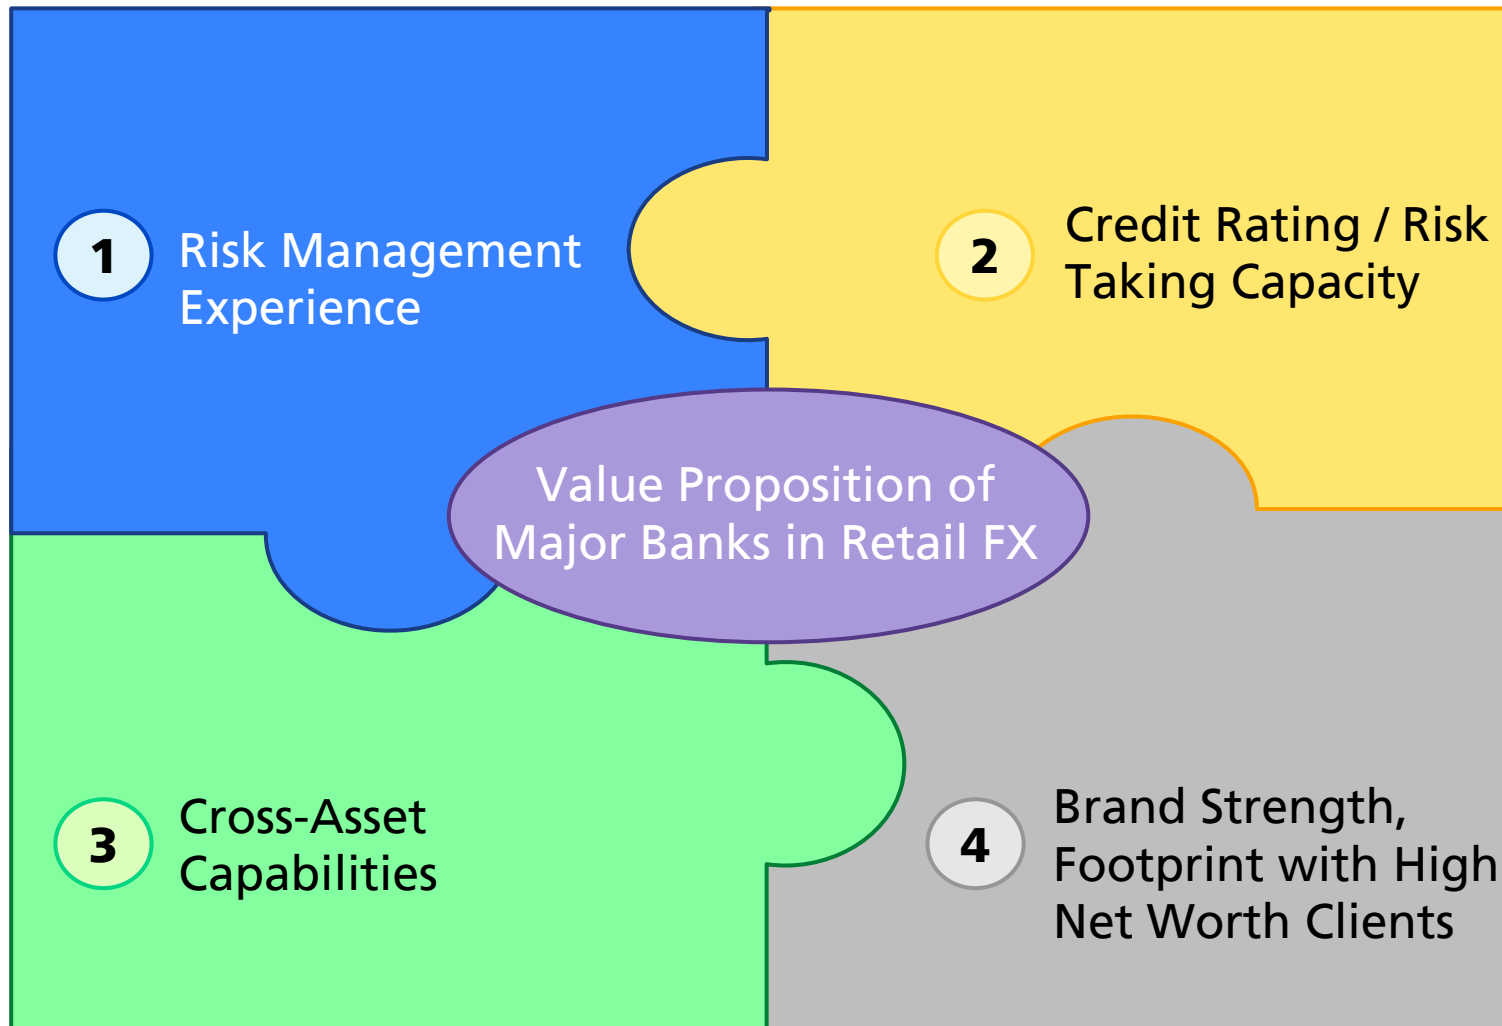 1
Risk Management
Experience
2
Credit Rating / Risk
Taking Capacity
Value Proposition of
Major Banks in Retail FX
3
Cross-Asset
Capabilities
4
Brand Strength,
Footprint with High
Net Worth Clients